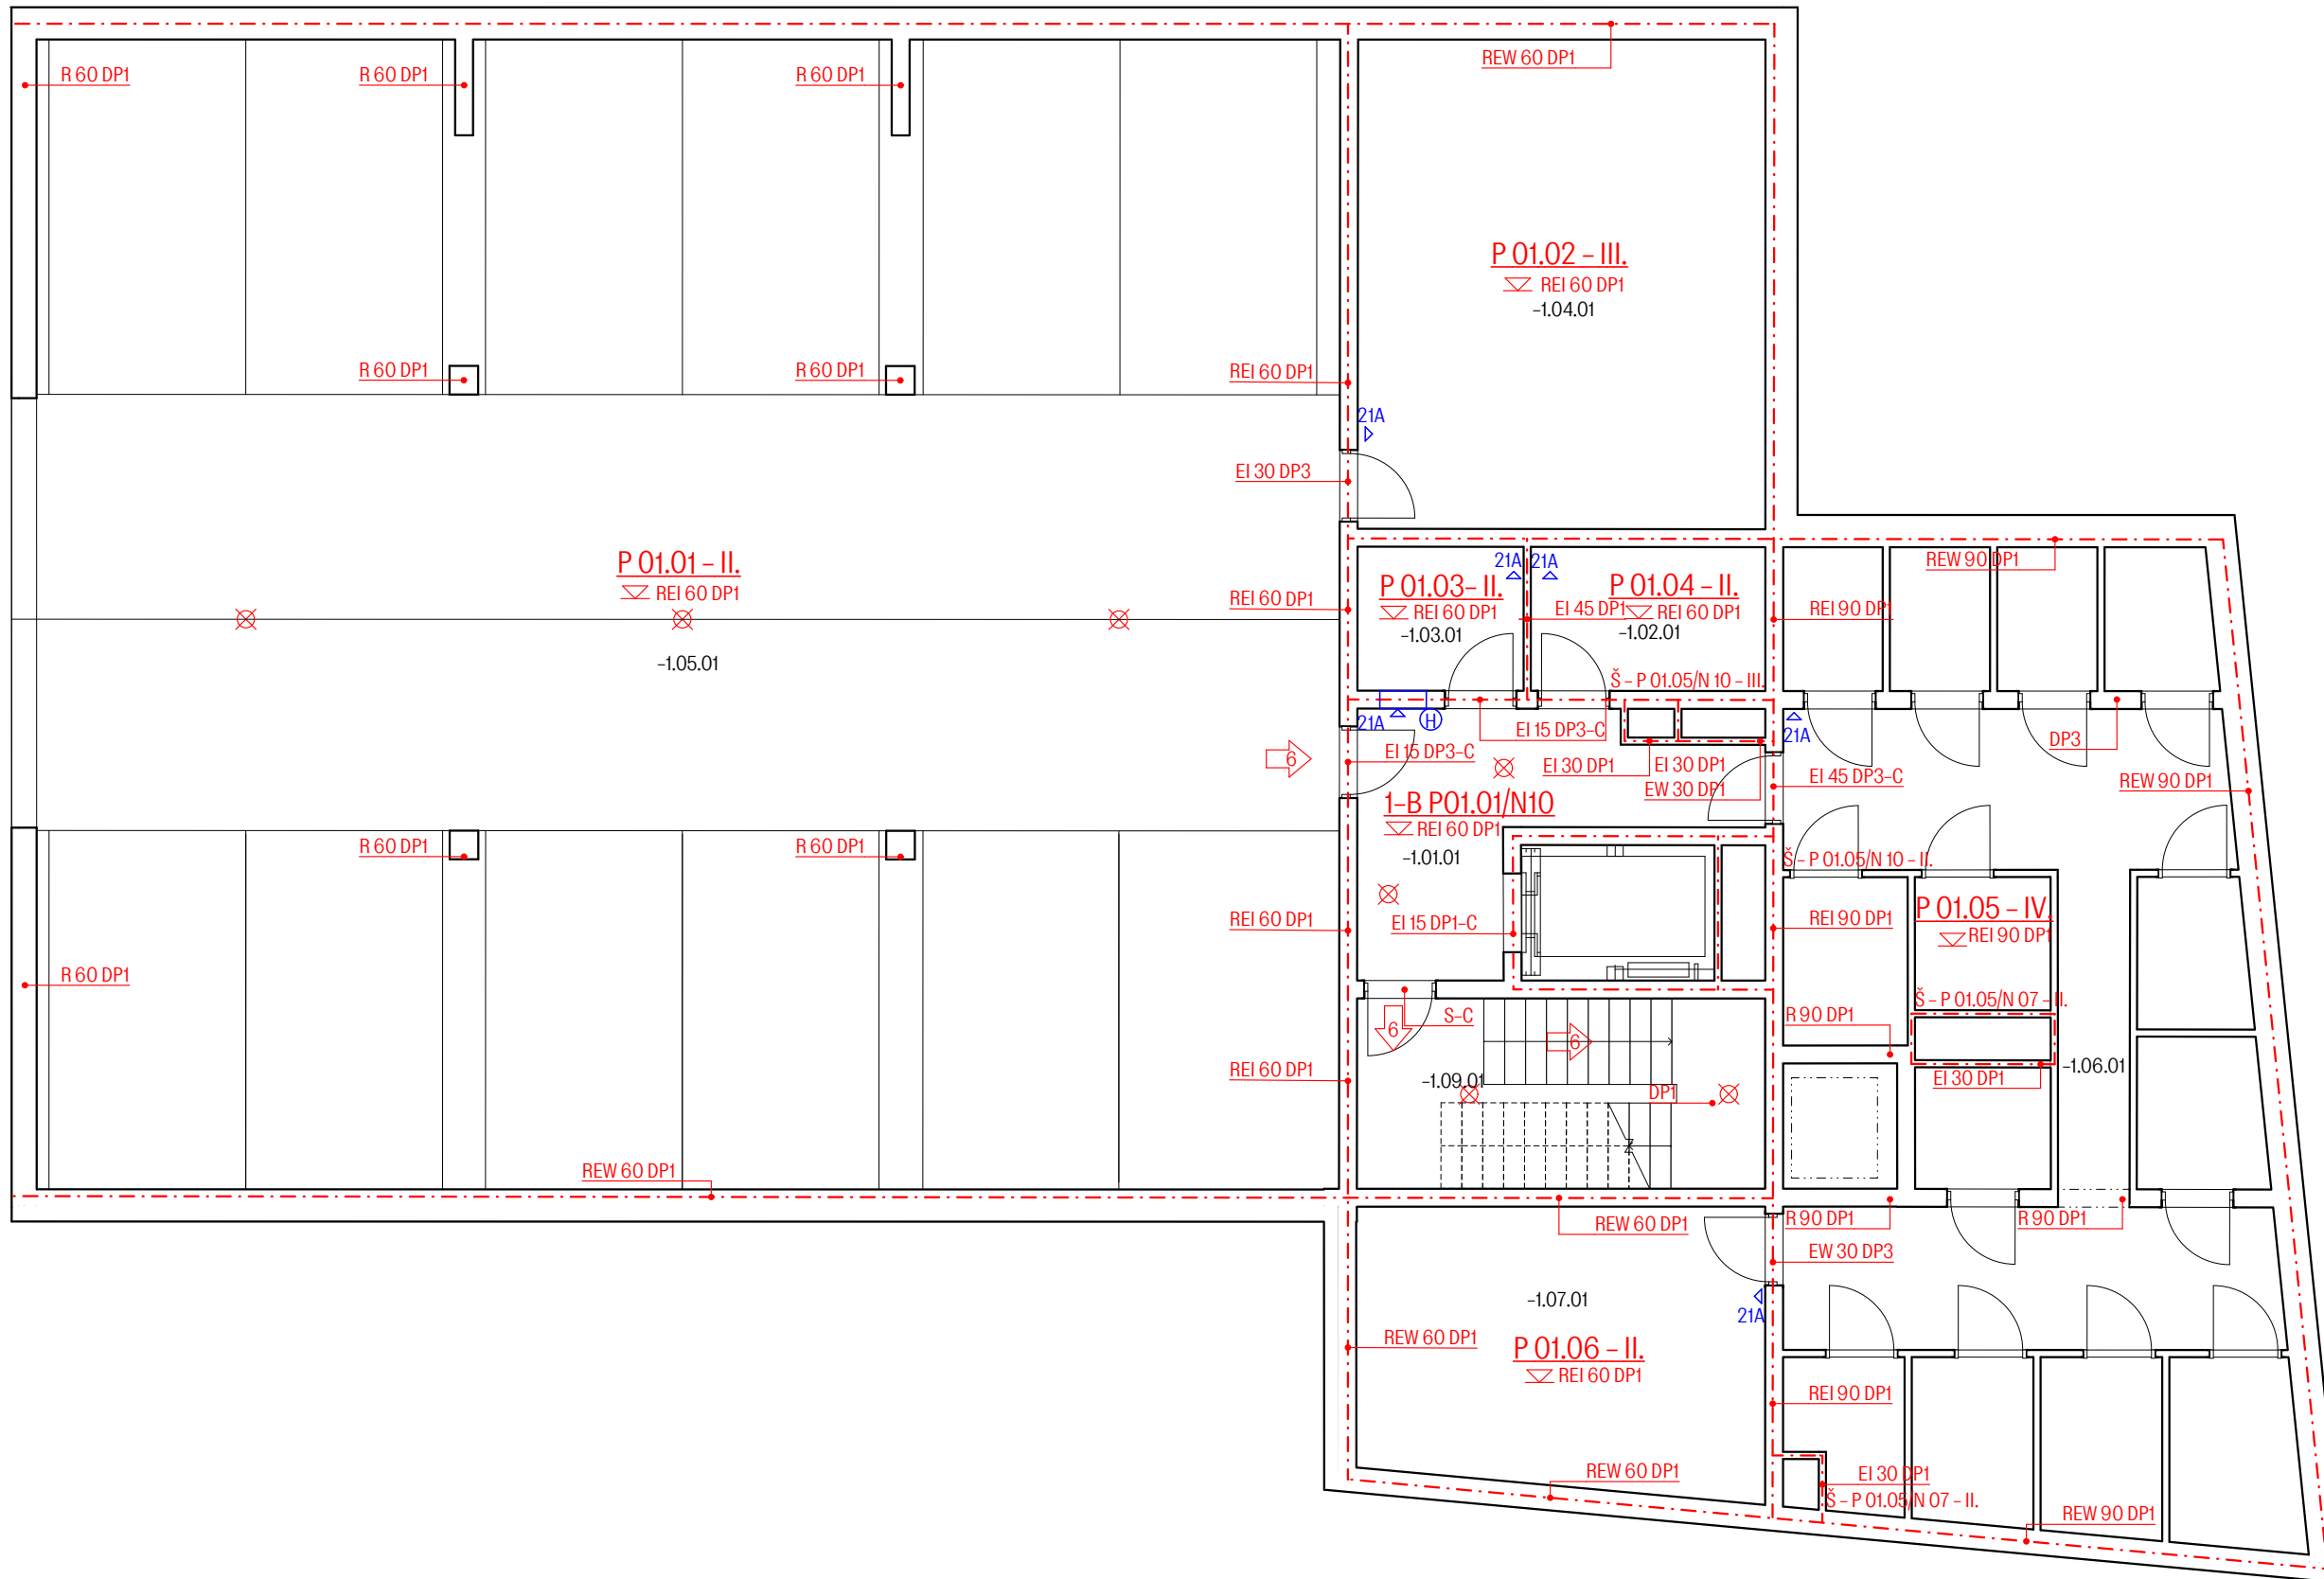 REW 60 DP1
R 60 DP1
R 60 DP1
R 60 DP1
P 01.02 – III.
REI 60 DP1
-1.04.01
R 60 DP1
R 60 DP1
REI 60 DP1
21A
EI 30 DP3
P 01.01 – II.
REI 60 DP1
-1.05.01
REI 60 DP1
21A
21A
P 01.03– II.
REI 60 DP1
-1.03.01
EI 45 DP1
P 01.04 – II.
REI 60 DP1
-1.02.01
REW 90 DP1
REI 90 DP1
Š – P 01.05/N 10 – III.
21A
H
EI 15 DP3–C
EI 15 DP3–C
21A
DP3
6
EI 30 DP1
EI 30 DP1
EW 30 DP1
EI 45 DP3–C
REW 90 DP1
1–B P01.01/N10
REI 60 DP1
-1.01.01
R 60 DP1
R 60 DP1
Š – P 01.05/N 10 – II.
REI 60 DP1
EI 15 DP1–C
REI 90 DP1
P 01.05 – IV.
REI 90 DP1
R 60 DP1
Š – P 01.05/N 07 – II.
S–C
R 90 DP1
6
6
REI 60 DP1
-1.09.01
DP1
EI 30 DP1
-1.06.01
REW 60 DP1
REW 60 DP1
R 90 DP1
R 90 DP1
EW 30 DP3
-1.07.01
21A
REW 60 DP1
P 01.06 – II.
REI 60 DP1
REI 90 DP1
REW 60 DP1
EI 30 DP1
Š – P 01.05/N 07 – II.
REW 90 DP1